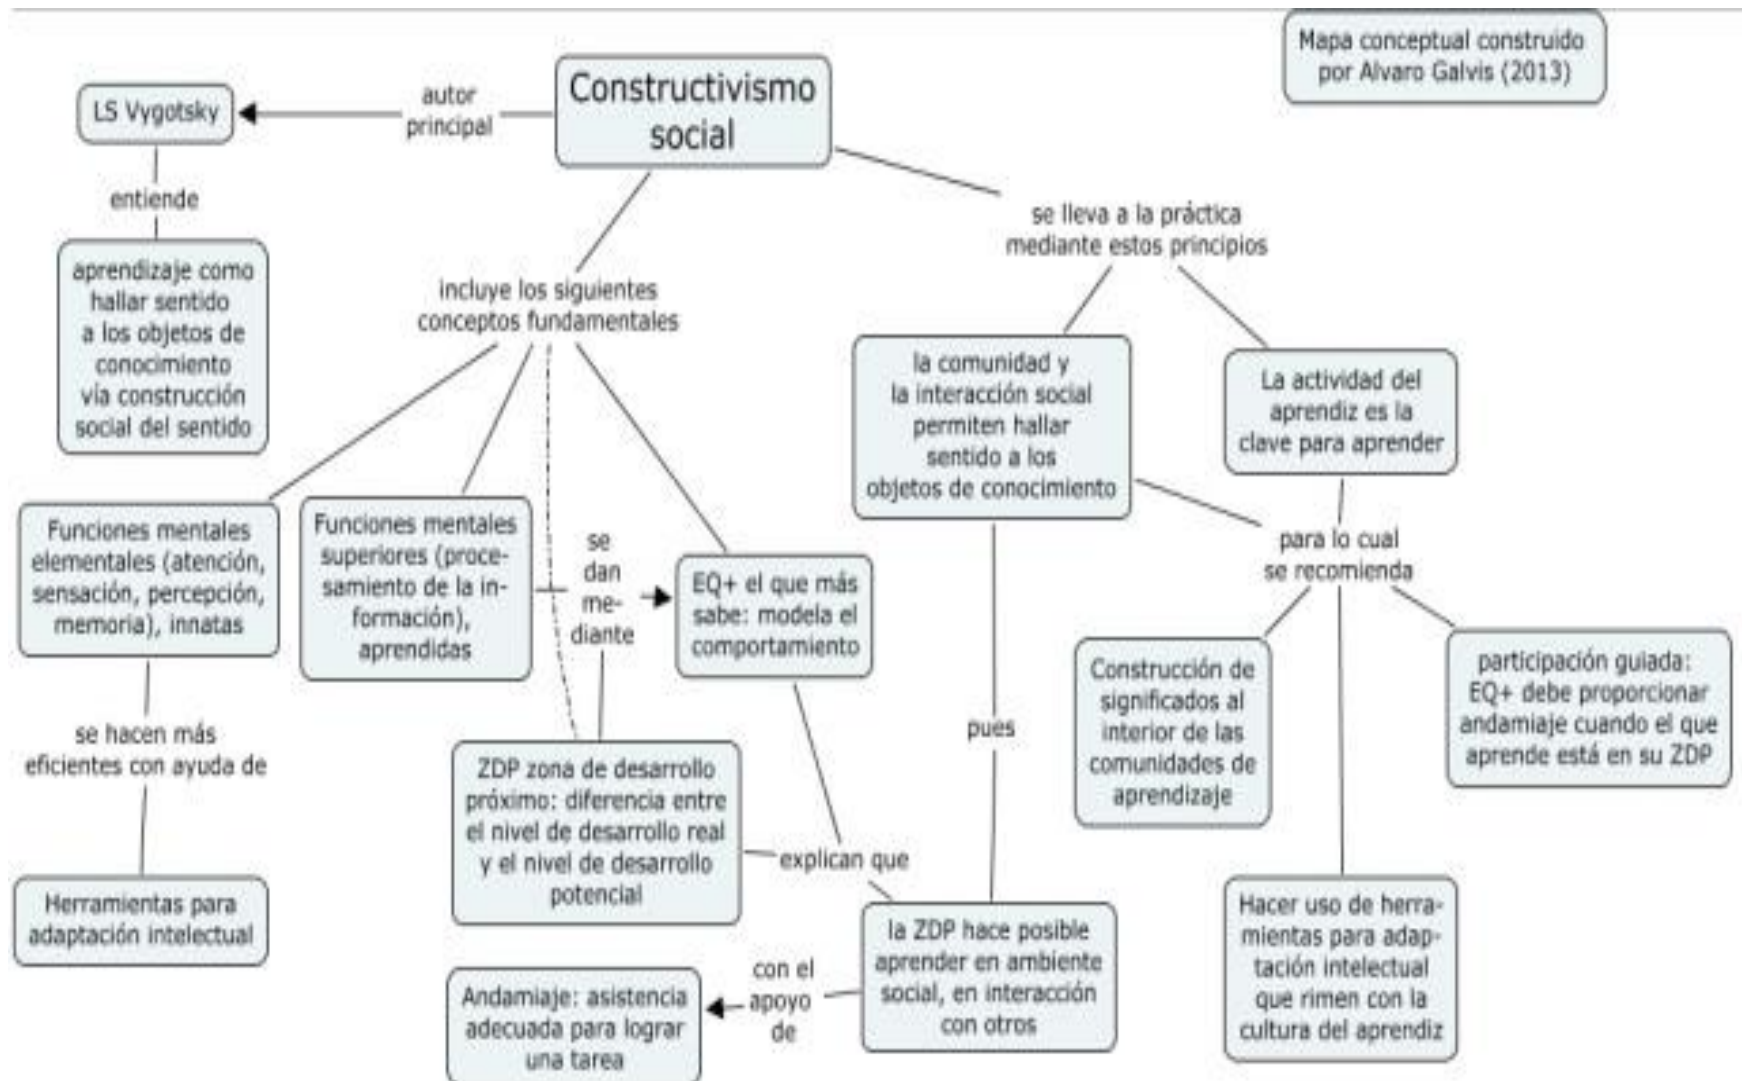 Mapa conceptual construido
por Alvaro Galvis (2013)
Constructivismo
social
autor
principal
LS Vygotsky
entiende
aprendizaje como
hallar sentido
a los objetos de
conocimiento
vía construcción
social del sentido
incluye los siguientes
conceptos fundamentales
Funciones mentales
elementales (atención,
sensación, percepción,
memoria), innatas
se hacen más
eficientes con ayuda de
Herramientas para
adaptación intelectual
Funciones mentales
superiores (proce-
samiento de la in-
formación),
aprendidas
se
dan
me-
diante
EQ+ el que más
sabe: modela el
comportamiento
ZDP zona de desarrollo
próximo: diferencia entre
el nivel de desarrollo real
y el nivel de desarrollo
potencial
explican que
la ZDP hace posible
aprender en ambiente
social, en interacción
con otros
con el
apoyo
de
Andamiaje: asistencia
adecuada para lograr
una tarea
se lleva a la práctica
mediante estos principios
la comunidad y
la interacción social
permiten hallar
sentido a los
objetos de conocimiento
pues
La actividad del
aprendiz es la
clave para aprender
para lo cual
se recomienda
Construcción de
significados al
interior de las
comunidades de
aprendizaje
Hacer uso de herra-
mientas para adap-
tación intelectual
que rimen con la
cultura del aprendiz
participación guiada:
EQ+ debe proporcionar
andamiaje cuando el que
aprende está en su ZDP